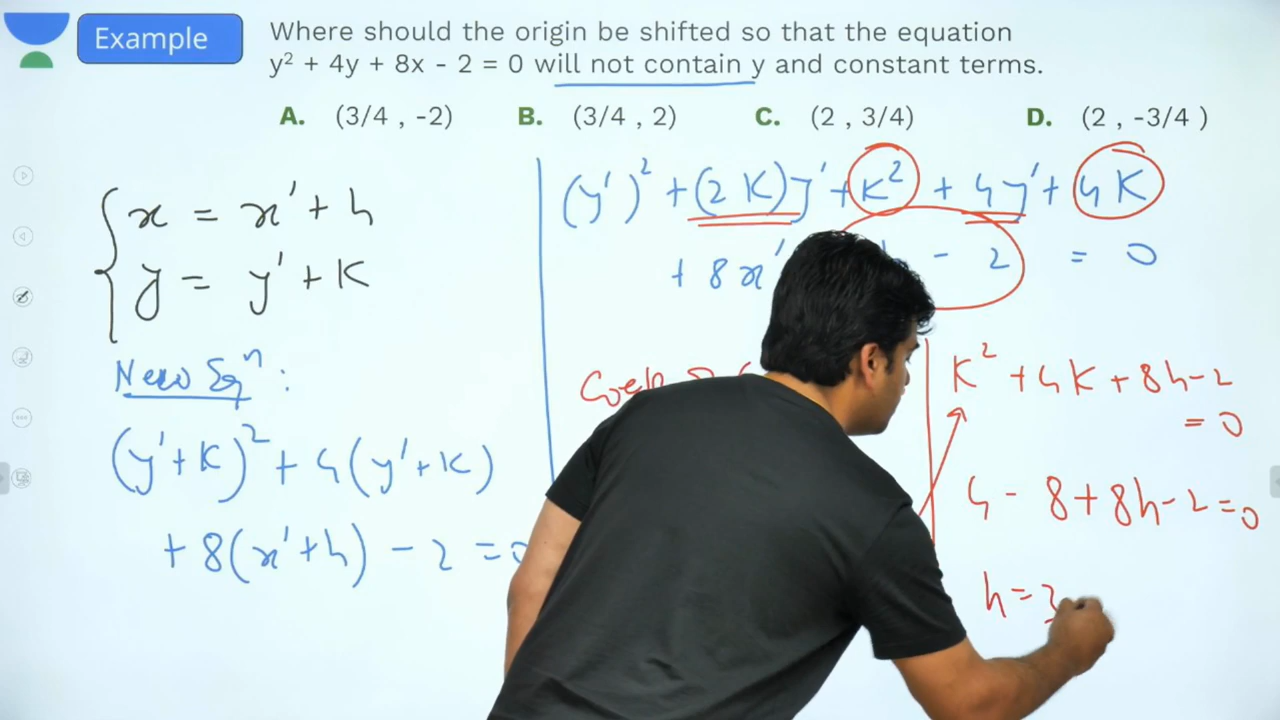 Example
Where should the origin be shifted so that the equation
y² + 4y + 8x - 2 = 0 will not contain y and constant terms.
A. (3/4 , -2) B. (3/4 , 2) C. (2 , 3/4) D. (2 , -3/4 )
x = x' + h
y = y' + K
New Eqⁿ :
(y'+K)² + 4(y'+K)
+ 8(x'+h) - 2 = 0
(y')² + (2K)y' + K² + 4y' + 4K
+ 8x' - 2 = 0
K² + 4K + 8h - 2
= 0
4 - 8 + 8h - 2 = 0
h = 3